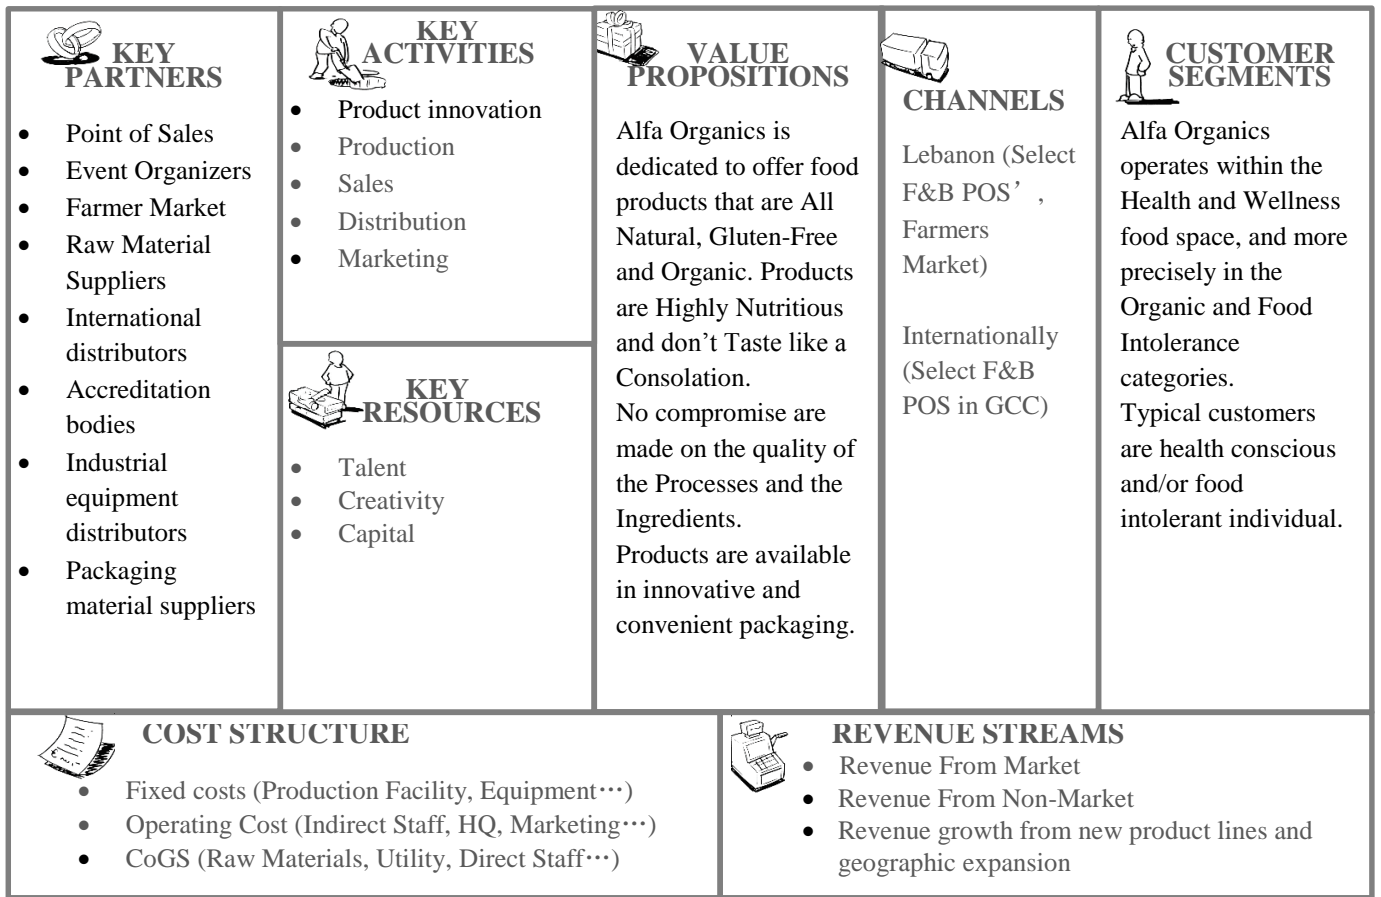 KEY
PARTNERS
• Point of Sales
• Event Organizers
• Farmer Market
• Raw Material
Suppliers
• International
distributors
• Accreditation
bodies
• Industrial
equipment
distributors
• Packaging
material suppliers
KEY
ACTIVITIES
• Product innovation
• Production
• Sales
• Distribution
• Marketing
KEY
RESOURCES
• Talent
• Creativity
• Capital
VALUE
PROPOSITIONS
Alfa Organics is
dedicated to offer food
products that are All
Natural, Gluten-Free
and Organic. Products
are Highly Nutritious
and don’t Taste like a
Consolation.
No compromise are
made on the quality of
the Processes and the
Ingredients.
Products are available
in innovative and
convenient packaging.
CHANNELS
Lebanon (Select
F&B POS’,
Farmers
Market)
Internationally
(Select F&B
POS in GCC)
CUSTOMER
SEGMENTS
Alfa Organics
operates within the
Health and Wellness
food space, and more
precisely in the
Organic and Food
Intolerance
categories.
Typical customers
are health conscious
and/or food
intolerant individual.
COST STRUCTURE
• Fixed costs (Production Facility, Equipment…)
• Operating Cost (Indirect Staff, HQ, Marketing…)
• CoGS (Raw Materials, Utility, Direct Staff…)
REVENUE STREAMS
• Revenue From Market
• Revenue From Non-Market
• Revenue growth from new product lines and
geographic expansion